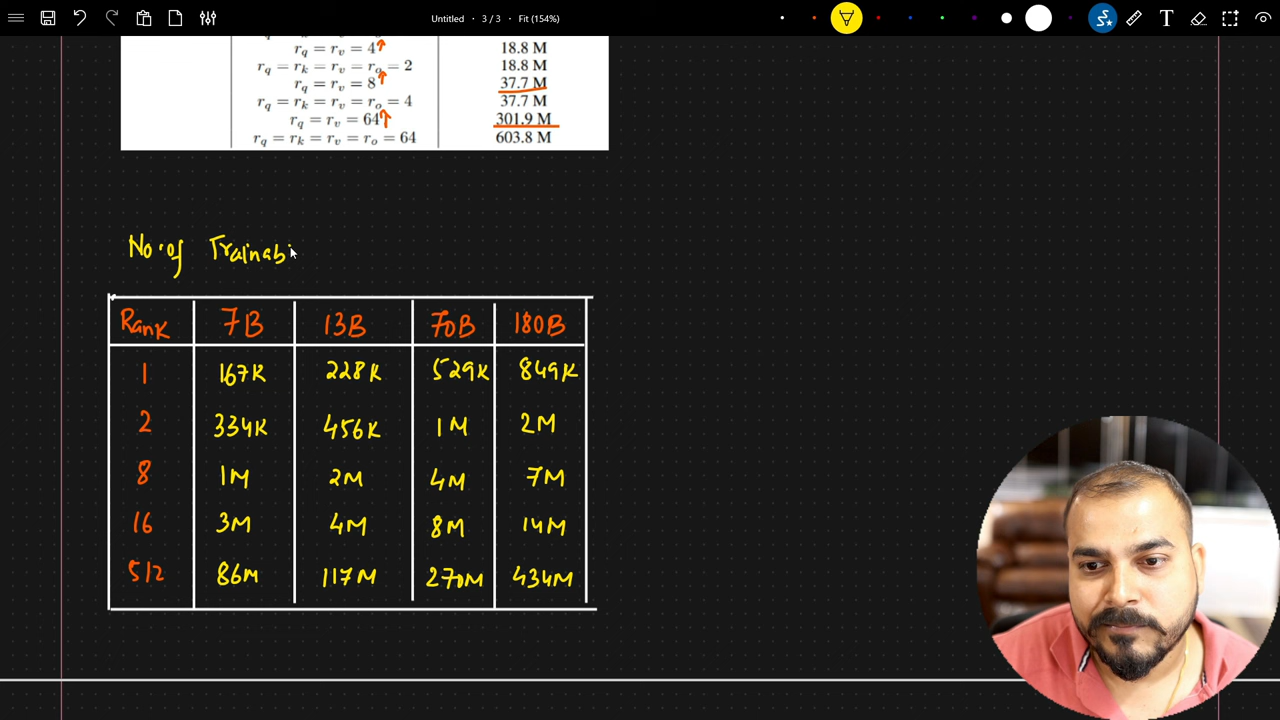 Untitled • 3 / 3 • Fit (154%)
T
r_q = r_v = 4 18.8 M
r_q = r_k = r_v = r_o = 2 18.8 M
r_q = r_v = 8 37.7 M
r_q = r_k = r_v = r_o = 4 37.7 M
r_q = r_v = 64 301.9 M
r_q = r_k = r_v = r_o = 64 603.8 M
No. of Trainabi
Rank 7B 13B 70B 180B
1 167K 228K 529K 849K
2 334K 456K 1M 2M
8 1M 2M 4M 7M
16 3M 4M 8M 14M
512 86M 117M 270M 434M